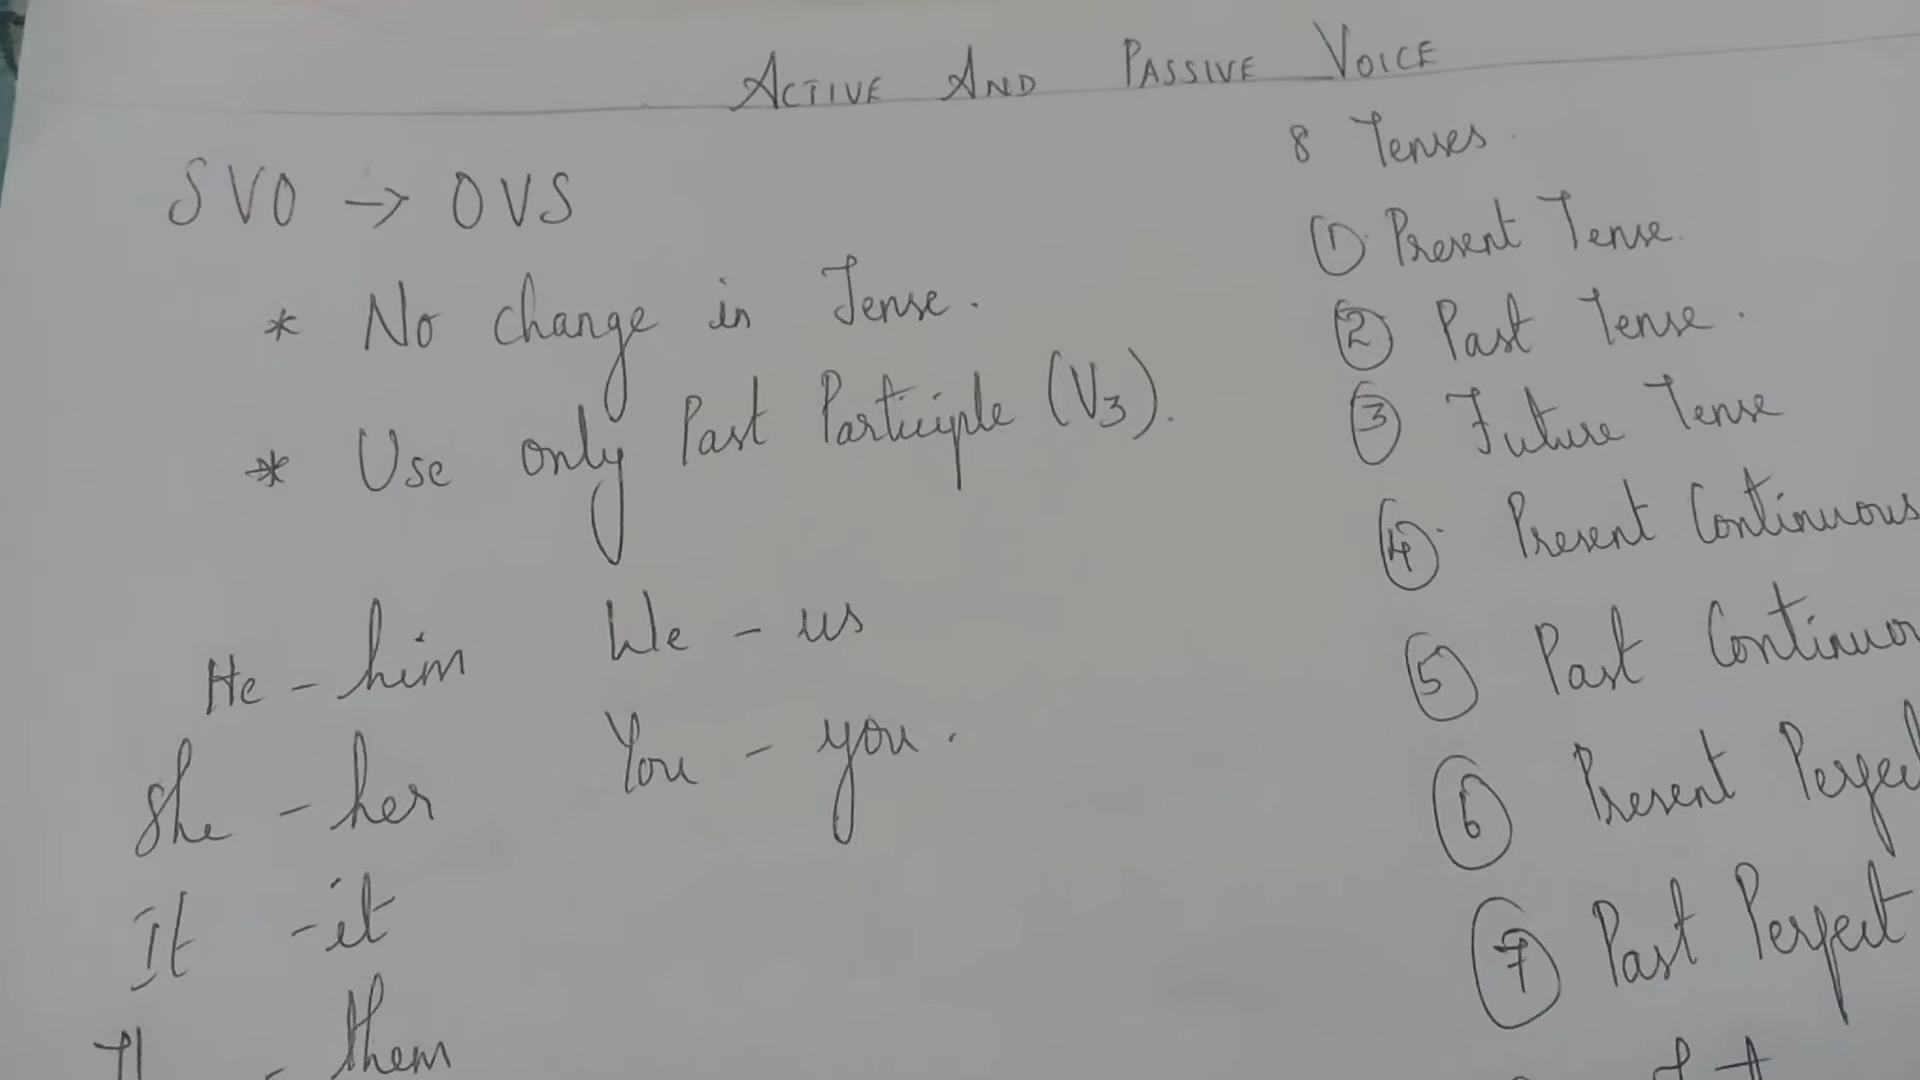 ACTIVE AND PASSIVE VOICE
SVO → OVS
* No change in Tense.
* Use only Past Participle (V3).
He - him
She - her
It - it
- them
We - us
You - you.
8 Tenses.
① Present Tense.
② Past Tense.
③ Future Tense
④ Present Continuous
⑤ Past Continuo
⑥ Present Perfec
⑦ Past Perfect